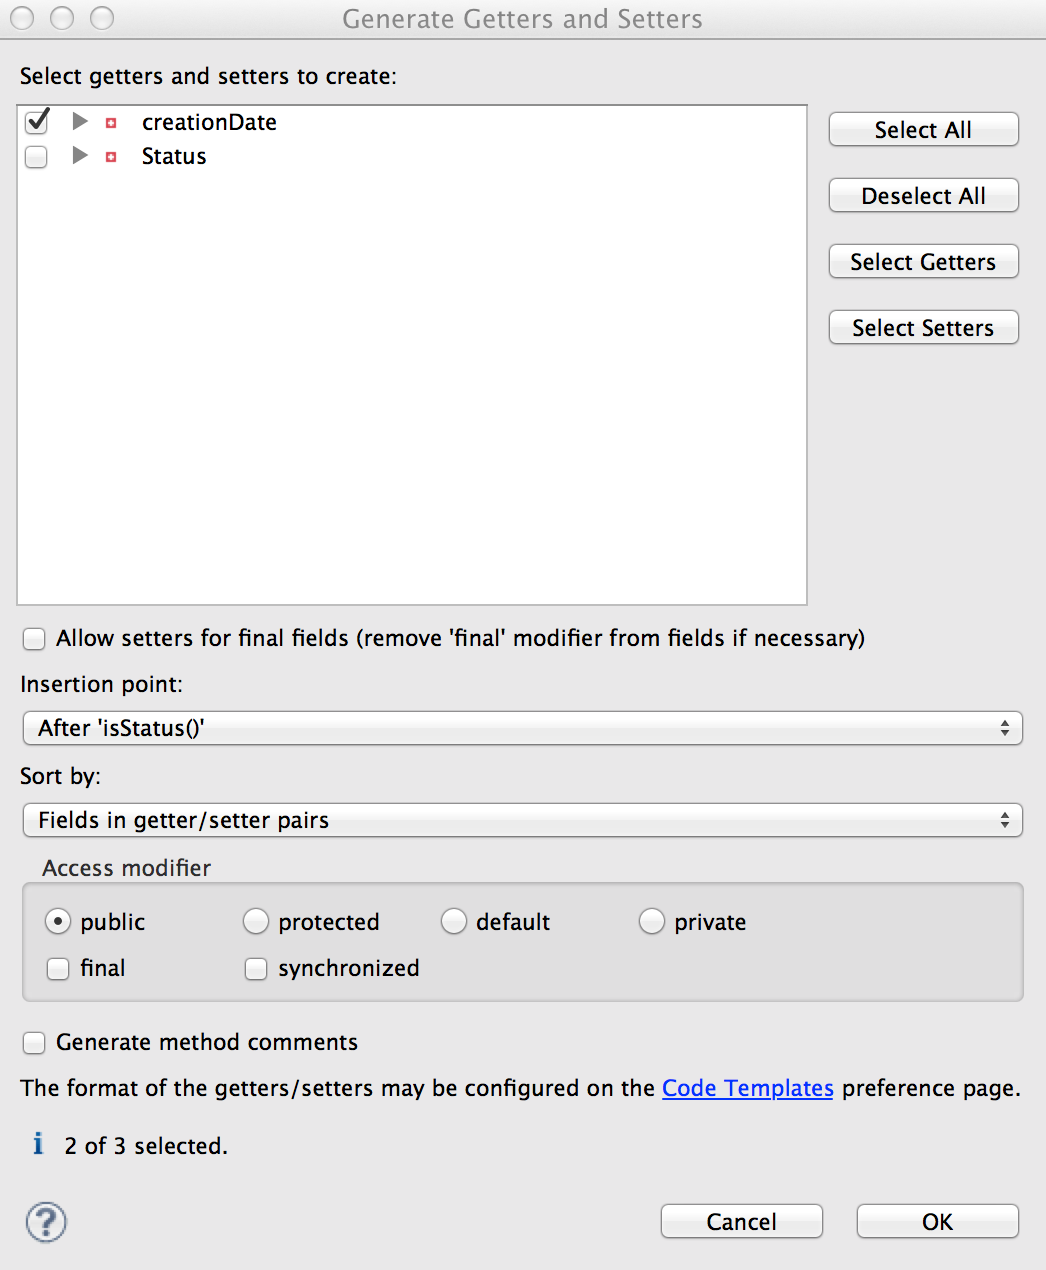 Generate Getters and Setters
Select getters and setters to create:
creationDate
Status
Select All
Deselect All
Select Getters
Select Setters
Allow setters for final fields (remove 'final' modifier from fields if necessary)
Insertion point:
After 'isStatus()'
Sort by:
Fields in getter/setter pairs
Access modifier
public protected default private
final synchronized
Generate method comments
The format of the getters/setters may be configured on the Code Templates preference page.
i 2 of 3 selected.
? Cancel OK